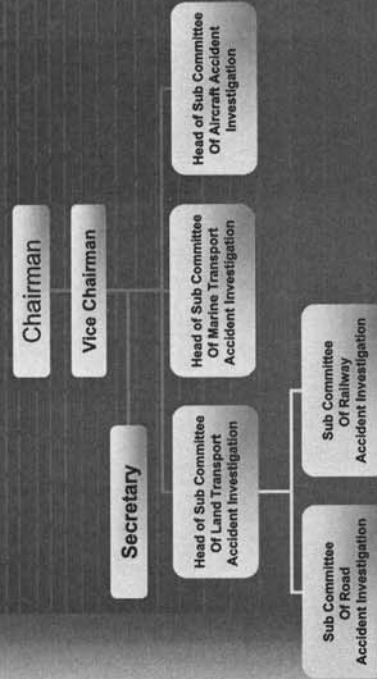 Chairman
Vice Chairman
Secretary
Head of Sub Committee
Of Land Transport
Accident Investigation
Head of Sub Committee
Of Marine Transport
Accident Investigation
Head of Sub Committee
Of Aircraft Accident
Investigation
Sub Committee
Of Road
Accident Investigation
Sub Committee
Of Railway
Accident Investigation